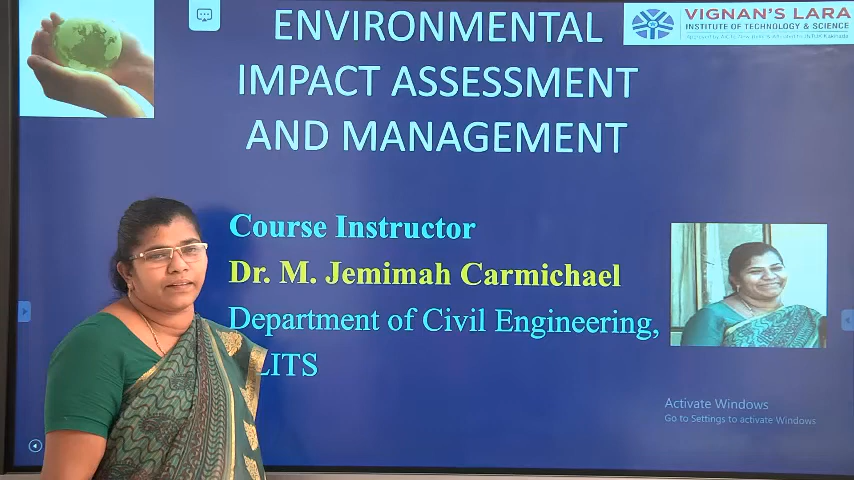 ENVIRONMENTAL
IMPACT ASSESSMENT
AND MANAGEMENT
VIGNAN'S LARA
INSTITUTE OF TECHNOLOGY & SCIENCE
Course Instructor
Dr. M. Jemimah Carmichael
Department of Civil Engineering,
LITS
Activate Windows
Go to Settings to activate Windows